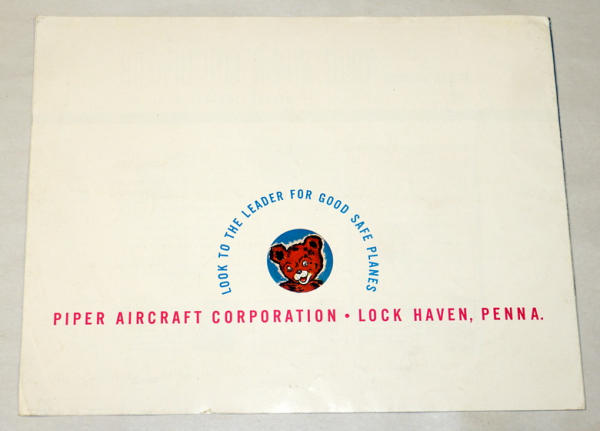 LOOK TO THE LEADER FOR GOOD SAFE PLANES
PIPER AIRCRAFT CORPORATION • LOCK HAVEN, PENNA.